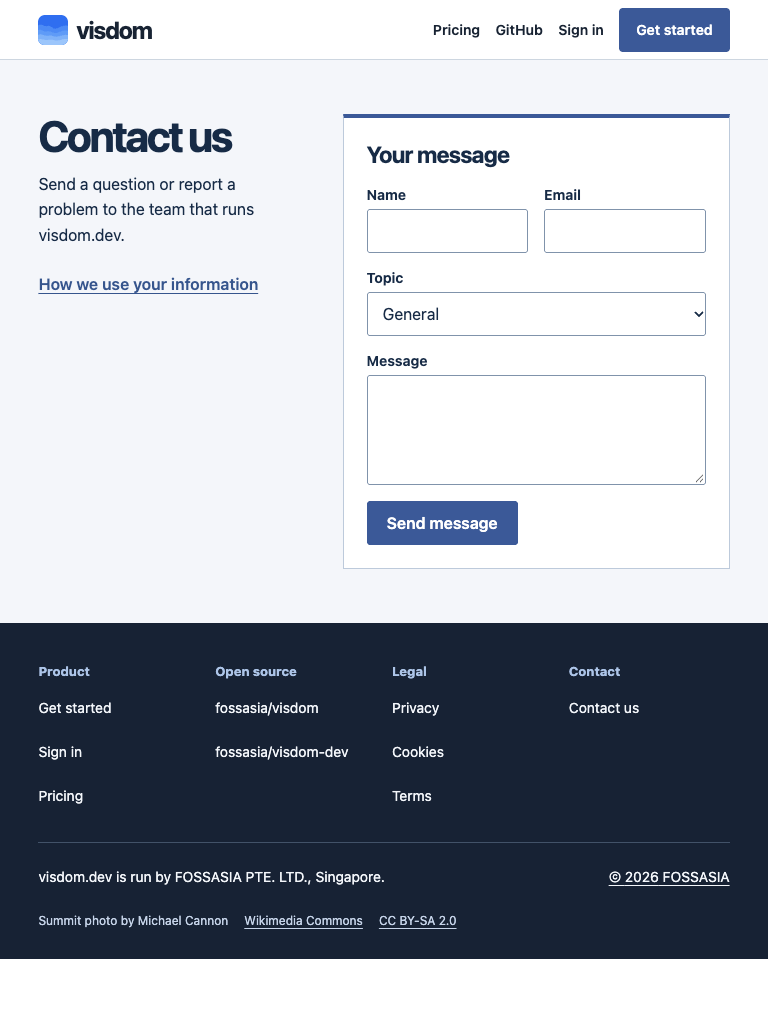 visdom
Pricing
GitHub
Sign in
Get started
Contact us
Send a question or report a
problem to the team that runs
visdom.dev.
How we use your information
Your message
Name
Email
Topic
General
Message
Send message
Product
Get started
Sign in
Pricing
Open source
fossasia/visdom
fossasia/visdom-dev
Legal
Privacy
Cookies
Terms
Contact
Contact us
visdom.dev is run by FOSSASIA PTE. LTD., Singapore.
© 2026 FOSSASIA
Summit photo by Michael Cannon
Wikimedia Commons
CC BY-SA 2.0